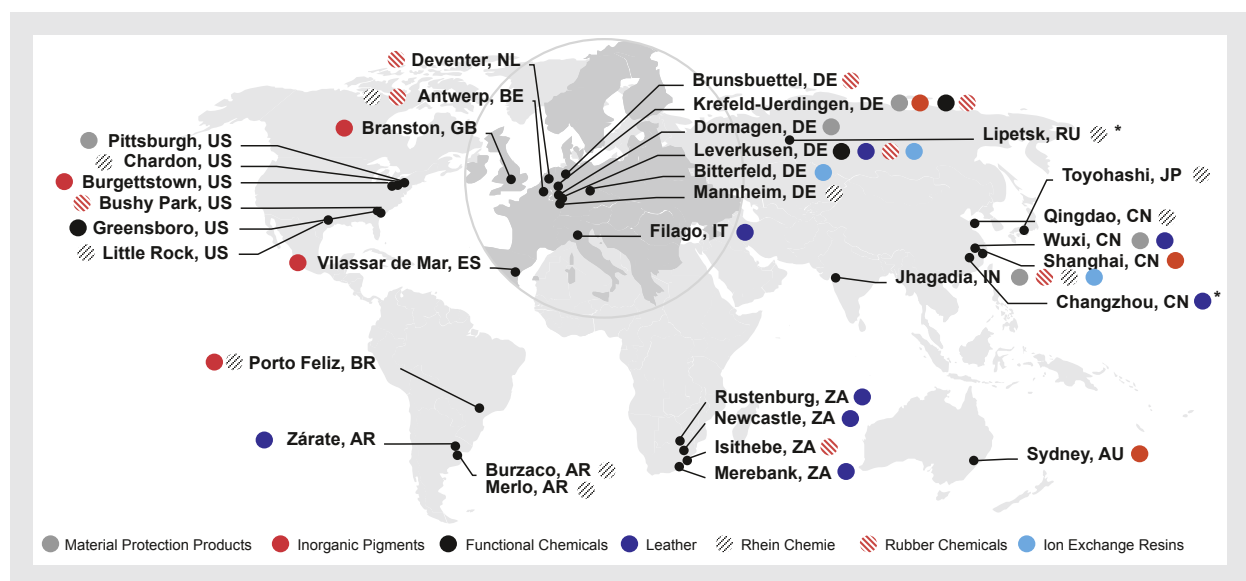 Deventer, NL
Antwerp, BE
Branston, GB
Pittsburgh, US
Chardon, US
Burgettstown, US
Bushy Park, US
Greensboro, US
Little Rock, US
Vilassar de Mar, ES
Brunsbuettel, DE
Krefeld-Uerdingen, DE
Dormagen, DE
Leverkusen, DE
Bitterfeld, DE
Mannheim, DE
Filago, IT
Lipetsk, RU *
Toyohashi, JP
Qingdao, CN
Wuxi, CN
Shanghai, CN
Jhagadia, IN
Changzhou, CN *
Porto Feliz, BR
Zárate, AR
Burzaco, AR
Merlo, AR
Rustenburg, ZA
Newcastle, ZA
Isithebe, ZA
Merebank, ZA
Sydney, AU
Material Protection Products Inorganic Pigments Functional Chemicals Leather Rhein Chemie Rubber Chemicals Ion Exchange Resins